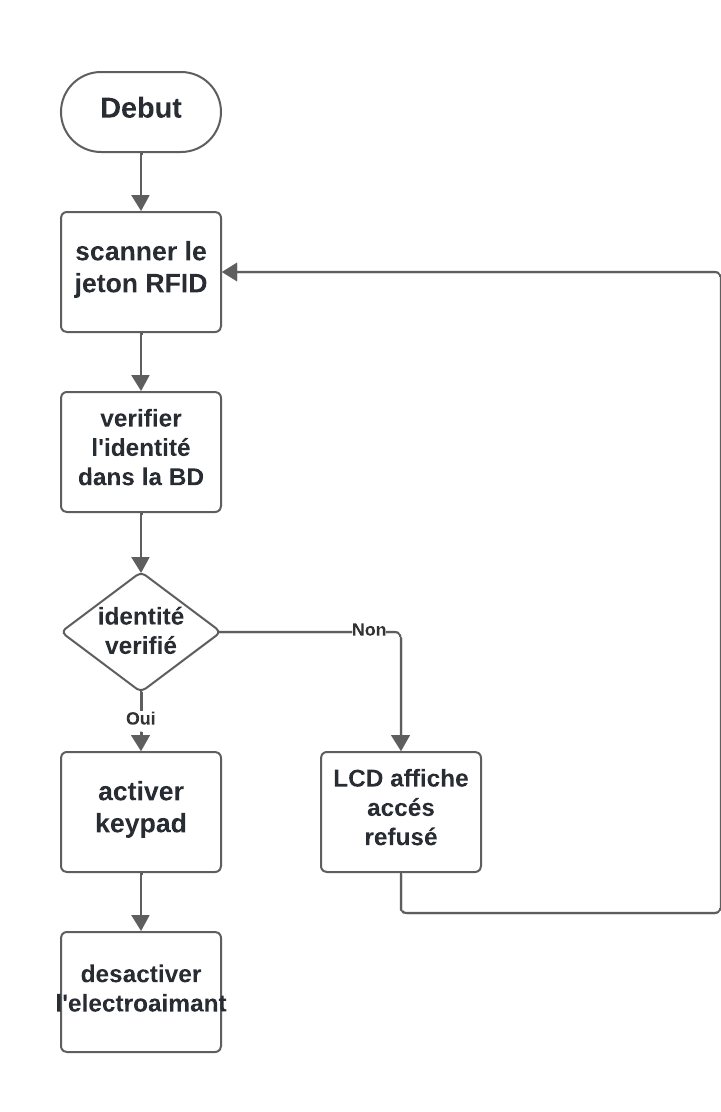 Debut
scanner le
jeton RFID
verifier
l'identité
dans la BD
identité
verifié
Non
Oui
activer
keypad
LCD affiche
accés
refusé
desactiver
l'electroaimant